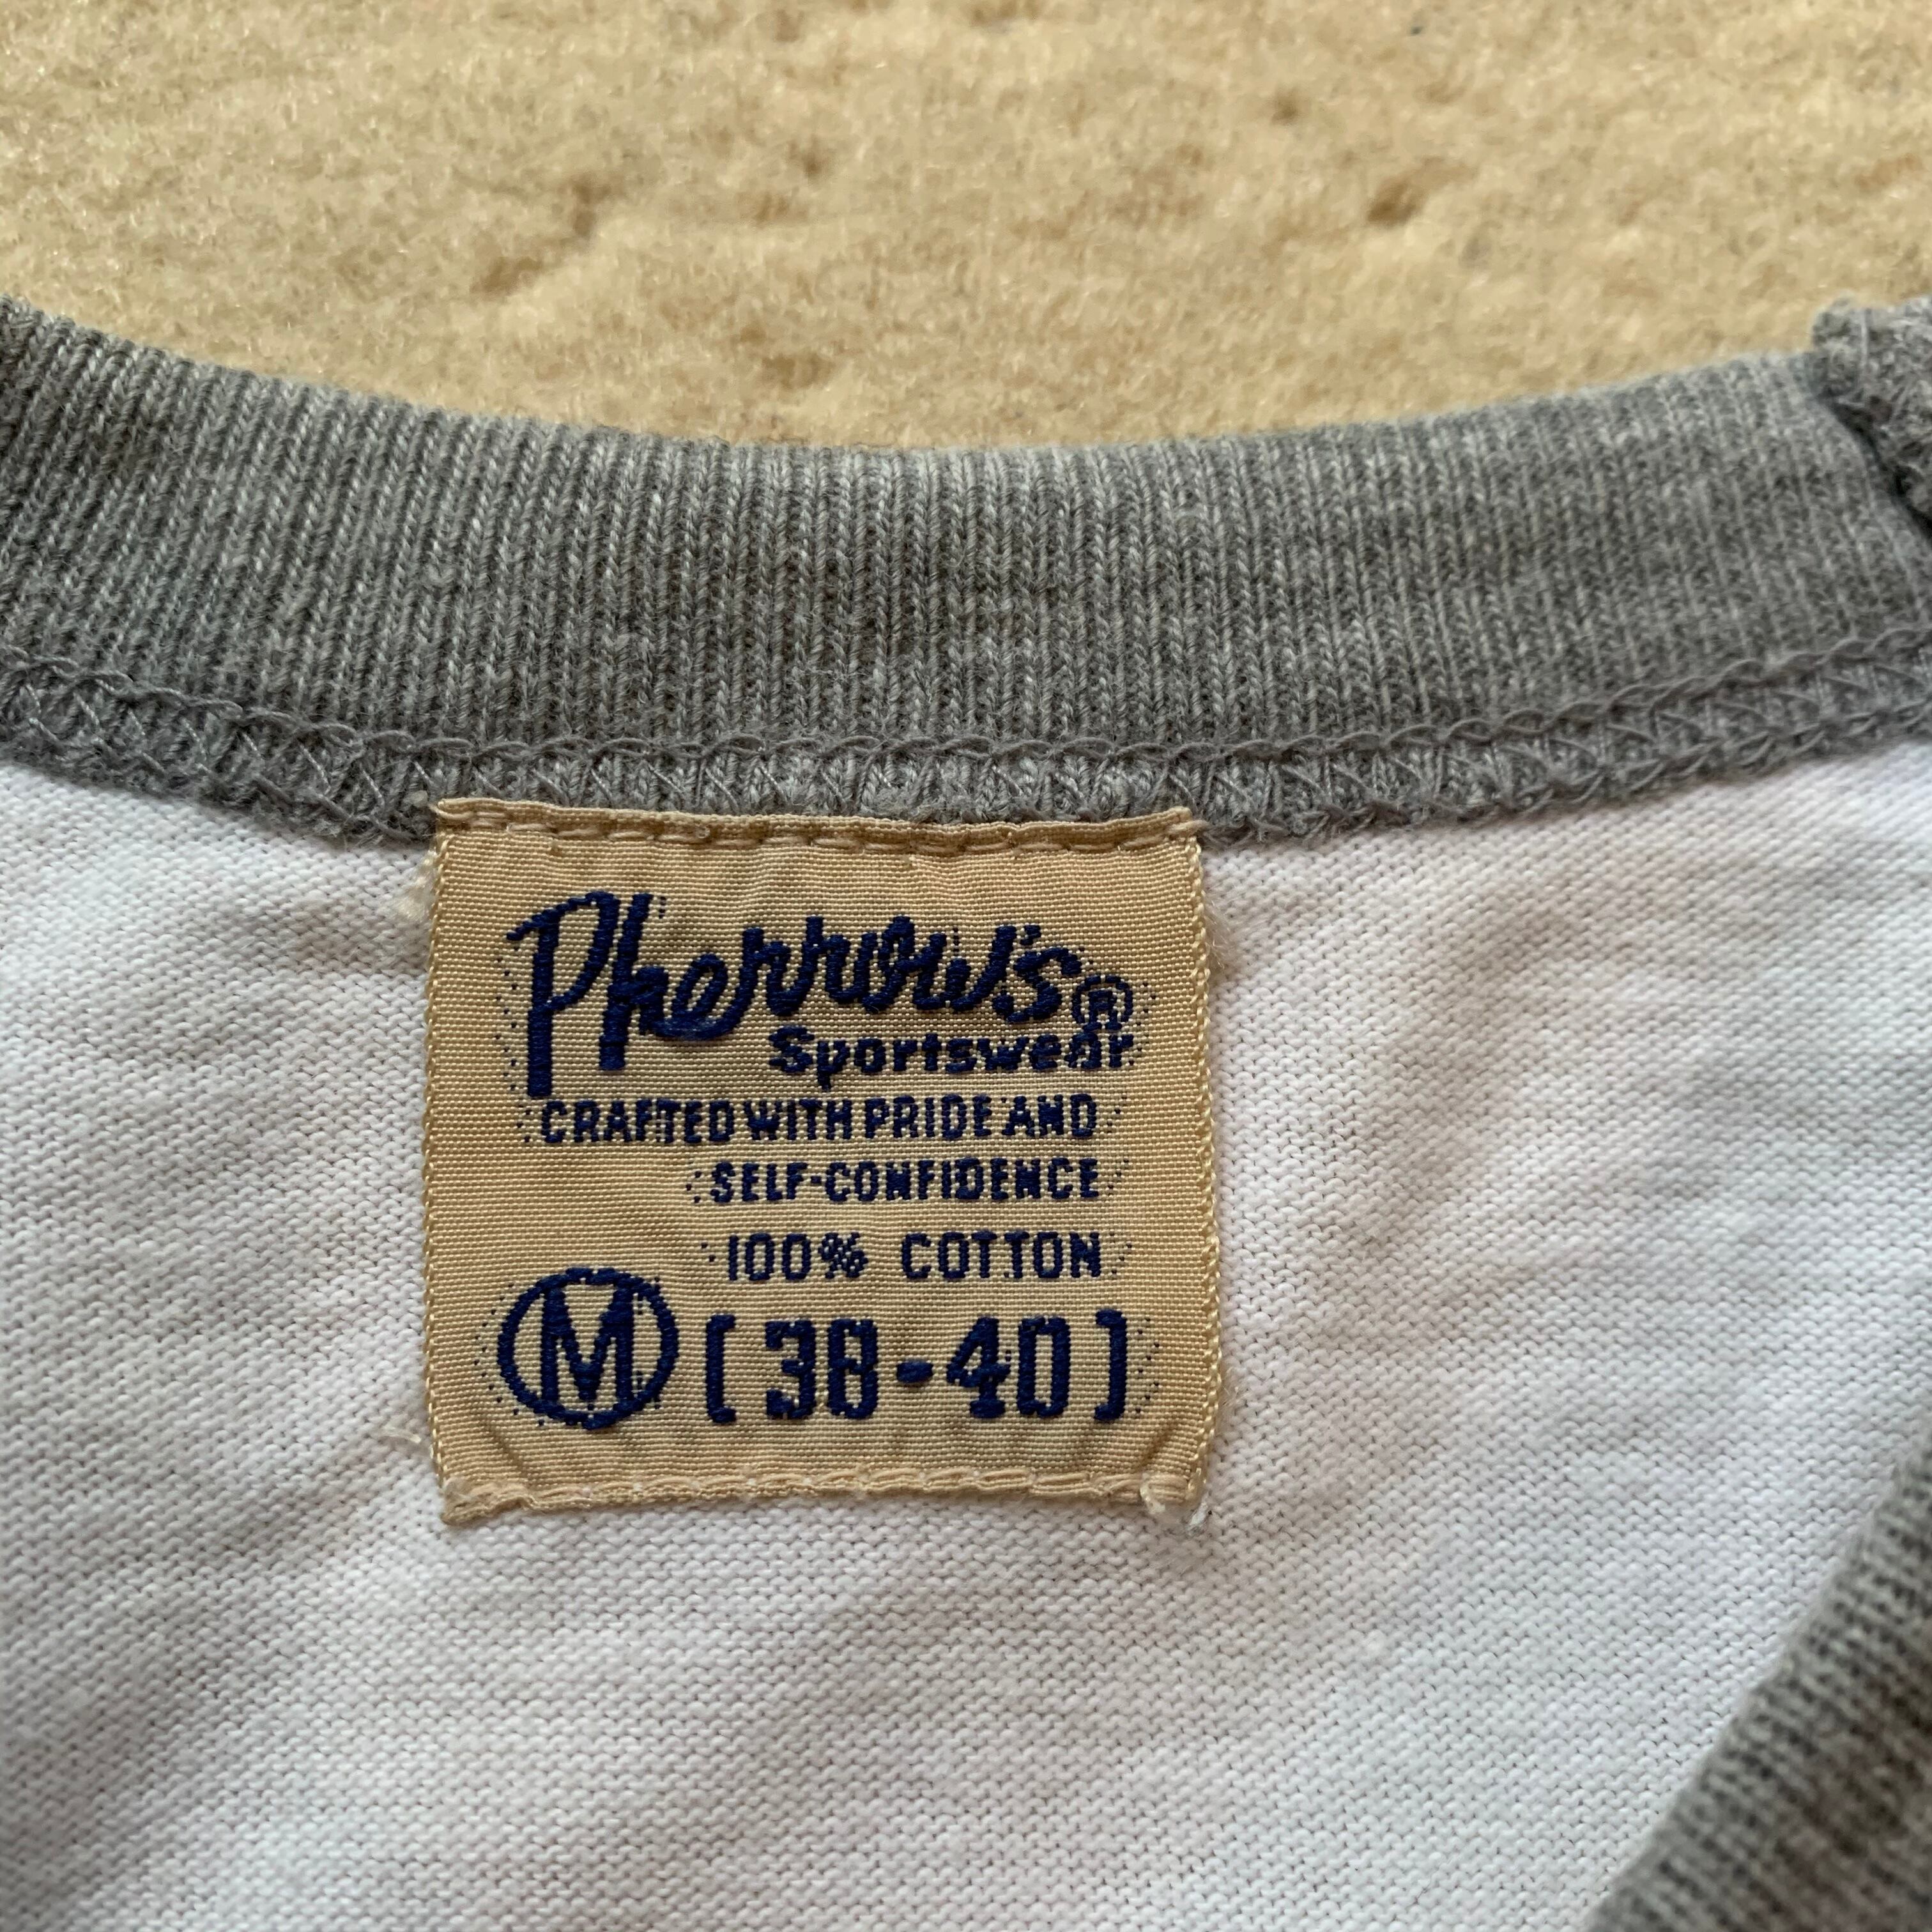 Pherrow's®
Sportswear
CRAFTED WITH PRIDE AND
SELF-CONFIDENCE
100% COTTON
M [38-40]